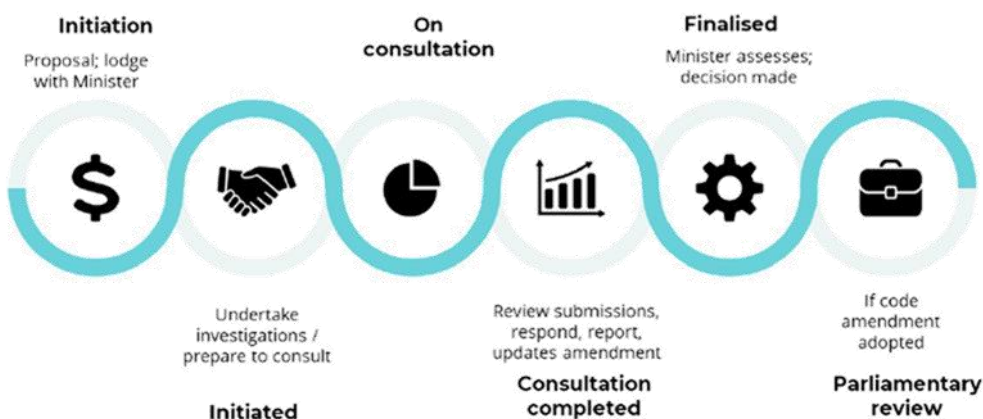 Initiation
Proposal; lodge
with Minister
On
consultation
Finalised
Minister assesses;
decision made
$
Undertake
investigations /
prepare to consult
Initiated
Review submissions,
respond, report,
updates amendment
Consultation
completed
If code
amendment
adopted
Parliamentary
review